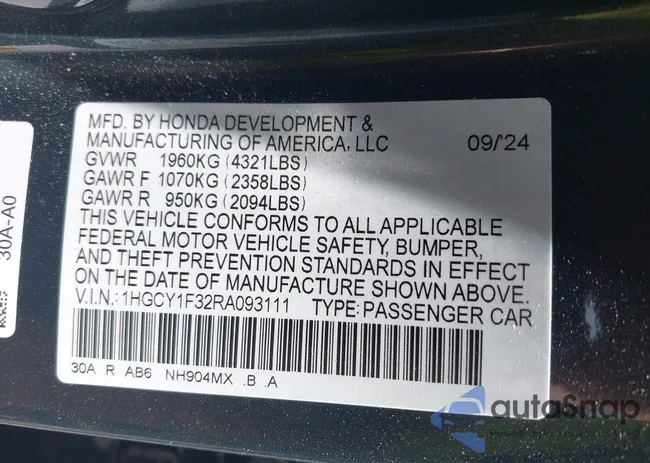 MFD. BY HONDA DEVELOPMENT &
MANUFACTURING OF AMERICA, LLC 09/'24
GVWR 1960KG (4321LBS)
GAWR F 1070KG (2358LBS)
GAWR R 950KG (2094LBS)
THIS VEHICLE CONFORMS TO ALL APPLICABLE
FEDERAL MOTOR VEHICLE SAFETY, BUMPER,
AND THEFT PREVENTION STANDARDS IN EFFECT
ON THE DATE OF MANUFACTURE SHOWN ABOVE.
V.I.N.: 1HGCY1F32RA093111 TYPE: PASSENGER CAR
30A R AB6 NH904MX .B .A
30A-A0
autoSnap